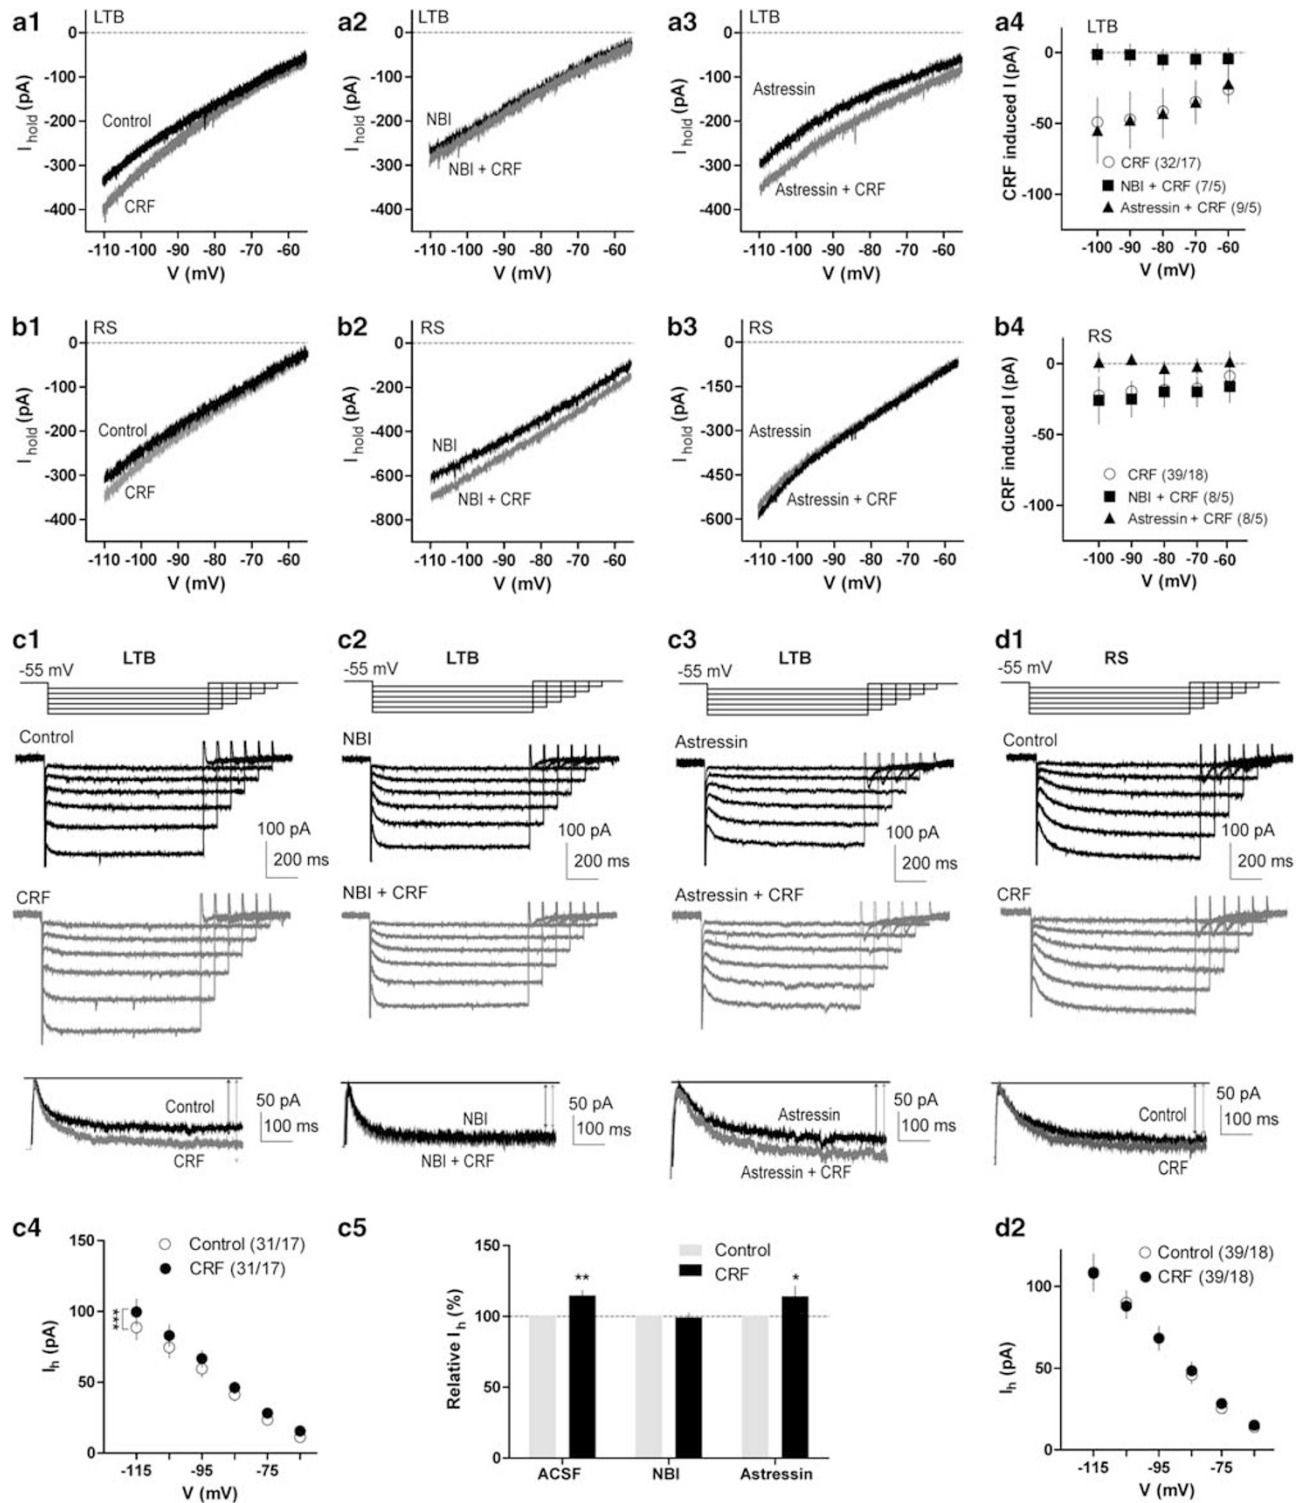 a1 LTB
0
-100
-200
-300
-400
I hold (pA)
Control
CRF
-110 -100 -90 -80 -70 -60
V (mV)
a2 LTB
0
-100
-200
-300
-400
I hold (pA)
NBI
NBI + CRF
-110 -100 -90 -80 -70 -60
V (mV)
a3 LTB
0
-100
-200
-300
-400
I hold (pA)
Astressin
Astressin + CRF
-110 -100 -90 -80 -70 -60
V (mV)
a4 LTB
0
-50
-100
CRF induced I (pA)
CRF (32/17)
NBI + CRF (7/5)
Astressin + CRF (9/5)
-100 -90 -80 -70 -60
V (mV)
b1 RS
0
-100
-200
-300
-400
I hold (pA)
Control
CRF
-110 -100 -90 -80 -70 -60
V (mV)
b2 RS
0
-200
-400
-600
-800
I hold (pA)
NBI
NBI + CRF
-110 -100 -90 -80 -70 -60
V (mV)
b3 RS
0
-150
-300
-450
-600
I hold (pA)
Astressin
Astressin + CRF
-110 -100 -90 -80 -70 -60
V (mV)
b4 RS
0
-50
-100
CRF induced I (pA)
CRF (39/18)
NBI + CRF (8/5)
Astressin + CRF (8/5)
-100 -90 -80 -70 -60
V (mV)
c1
LTB
-55 mV
Control
100 pA
200 ms
CRF
Control
CRF
50 pA
100 ms
c2
LTB
-55 mV
NBI
100 pA
200 ms
NBI + CRF
NBI
NBI + CRF
50 pA
100 ms
c3
LTB
-55 mV
Astressin
100 pA
200 ms
Astressin + CRF
Astressin
Astressin + CRF
50 pA
100 ms
d1
RS
-55 mV
Control
100 pA
200 ms
CRF
Control
CRF
50 pA
100 ms
c4
150
100
50
0
Ih (pA)
Control (31/17)
CRF (31/17)
***
-115 -95 -75
V (mV)
c5
150
100
50
0
Relative Ih (%)
Control
CRF
**
*
ACSF NBI Astressin
d2
100
50
0
Ih (pA)
Control (39/18)
CRF (39/18)
-115 -95 -75
V (mV)